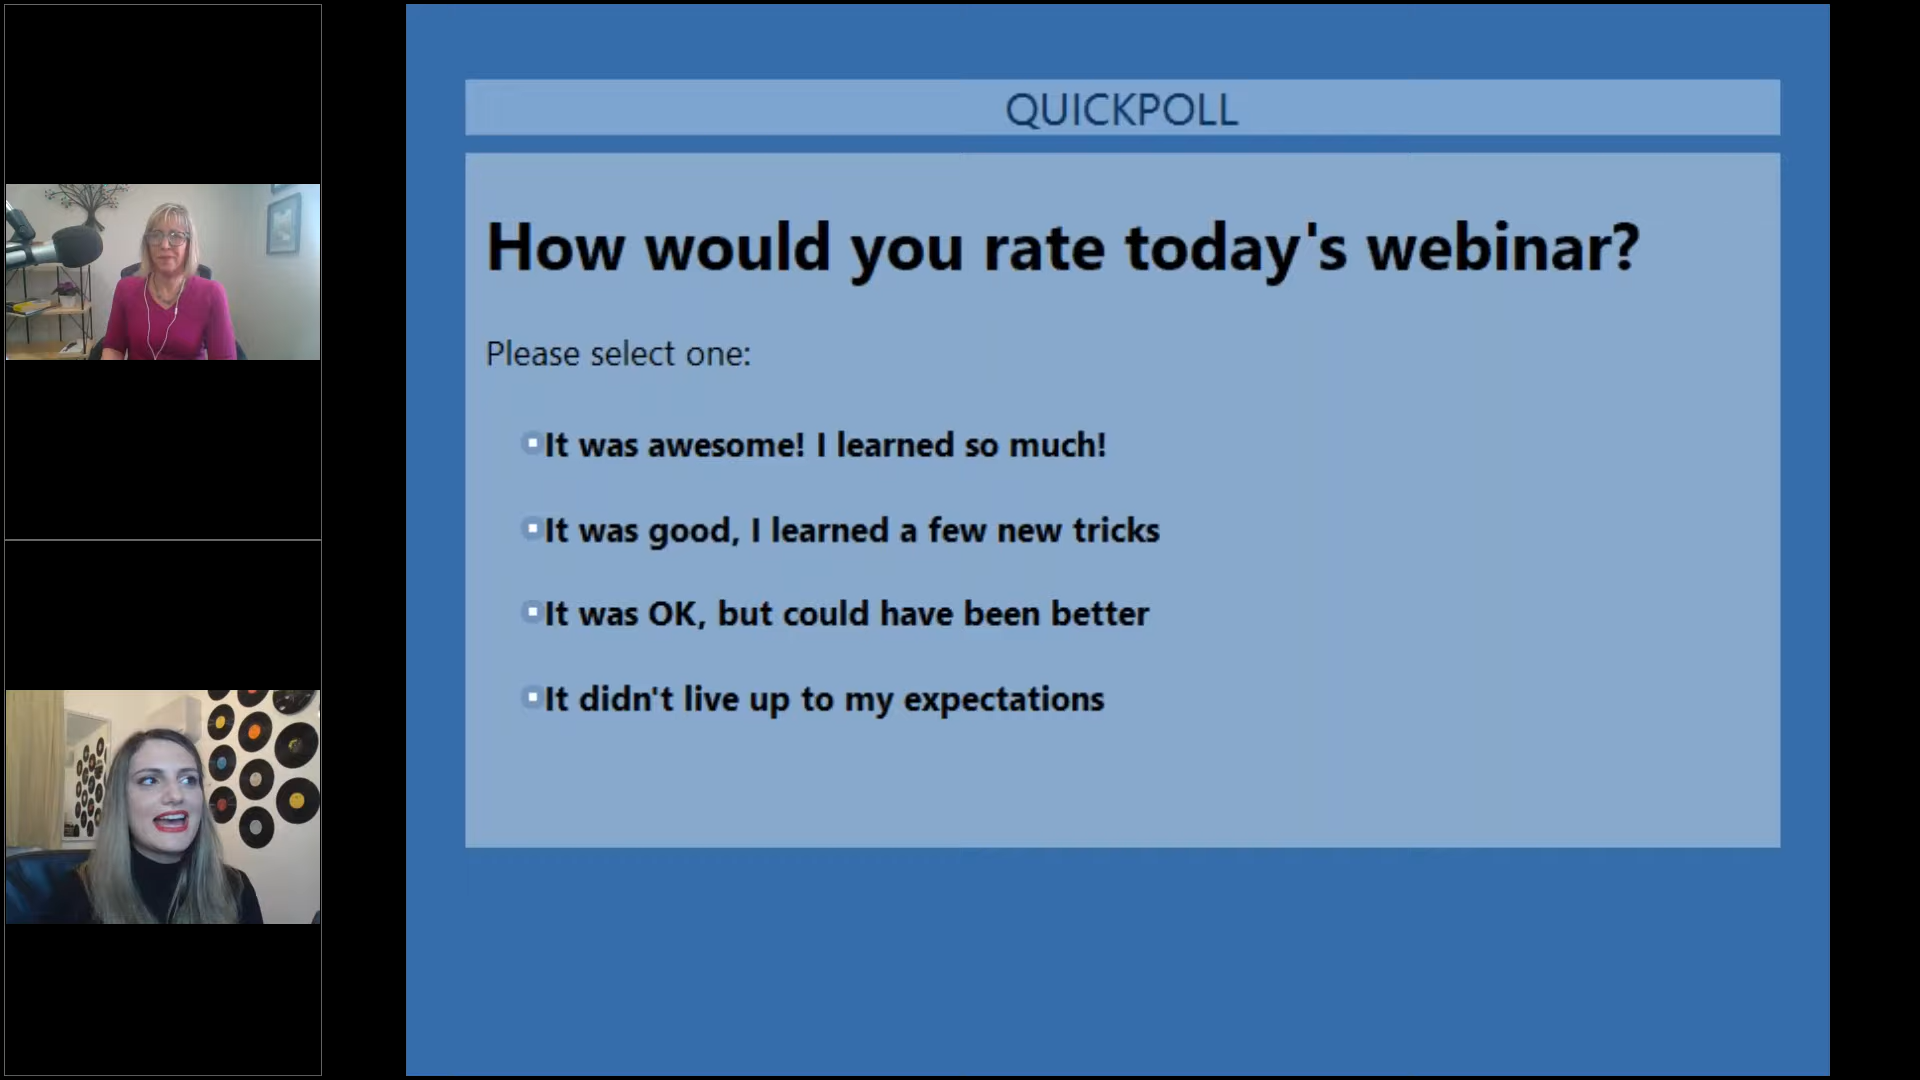 QUICKPOLL
How would you rate today's webinar?
Please select one:
It was awesome! I learned so much!
It was good, I learned a few new tricks
It was OK, but could have been better
It didn't live up to my expectations